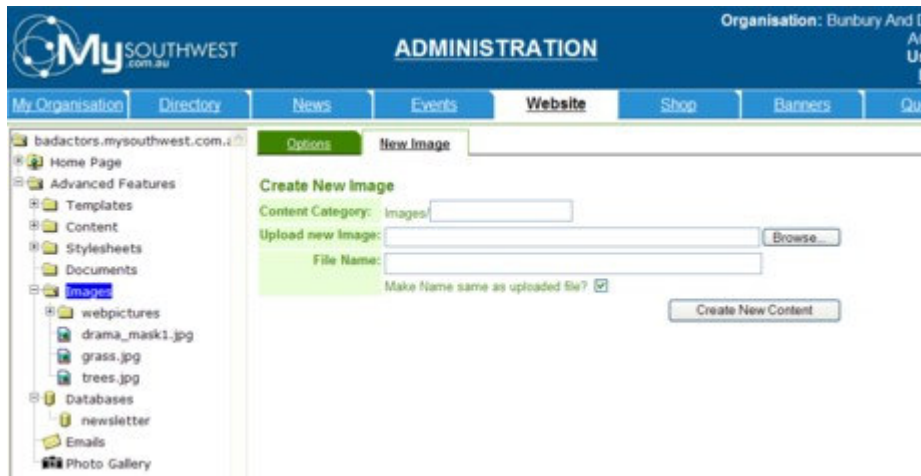 MySOUTHWEST
.com.au
ADMINISTRATION
Organisation: Bunbury And
My Organisation
Directory
News
Events
Website
Shop
Banners
badactors.mysouthwest.com.
Home Page
Advanced Features
Templates
Content
Stylesheets
Documents
Images
webpictures
drama_mask1.jpg
grass.jpg
trees.jpg
Databases
newsletter
Emails
Photo Gallery
Options
New Image
Create New Image
Content Category: Images/
Upload new Image: Browse...
File Name:
Make Name same as uploaded file?
Create New Content